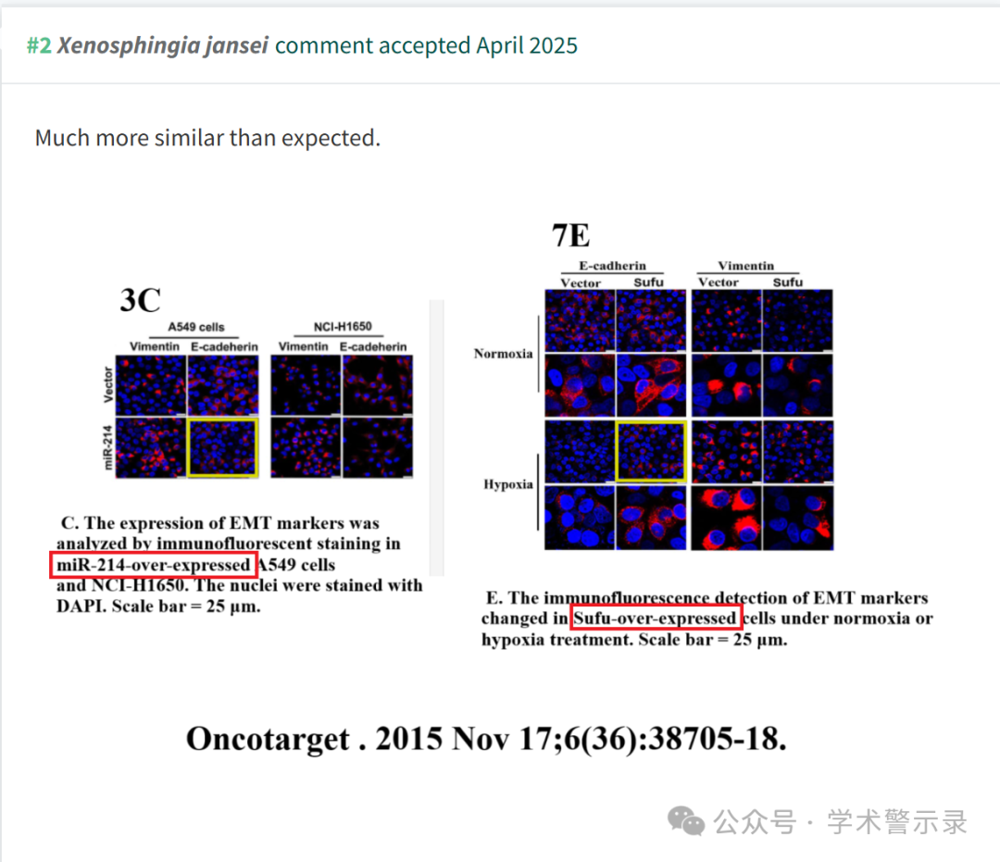 #2 Xenosphingia jansei comment accepted April 2025
Much more similar than expected.
3C
A549 cells
NCI-H1650
Vimentin E-cadeherin
Vimentin E-cadeherin
Vector
miR-214
C. The expression of EMT markers was
analyzed by immunofluorescent staining in
miR-214-over-expressed A549 cells
and NCI-H1650. The nuclei were stained with
DAPI. Scale bar = 25 μm.
7E
E-cadherin
Vimentin
Vector Sufu
Vector Sufu
Normoxia
Hypoxia
E. The immunofluorescence detection of EMT markers
changed in Sufu-over-expressed cells under normoxia or
hypoxia treatment. Scale bar = 25 μm.
Oncotarget . 2015 Nov 17;6(36):38705-18.
公众号 · 学术警示录